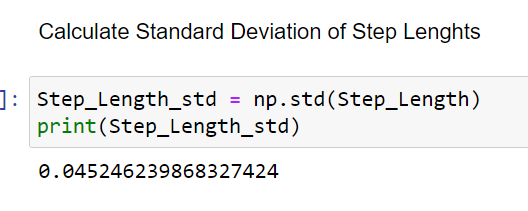 Calculate Standard Deviation of Step Lenghts
]: Step_Length_std = np.std(Step_Length)
print(Step_Length_std)
0.045246239868327424